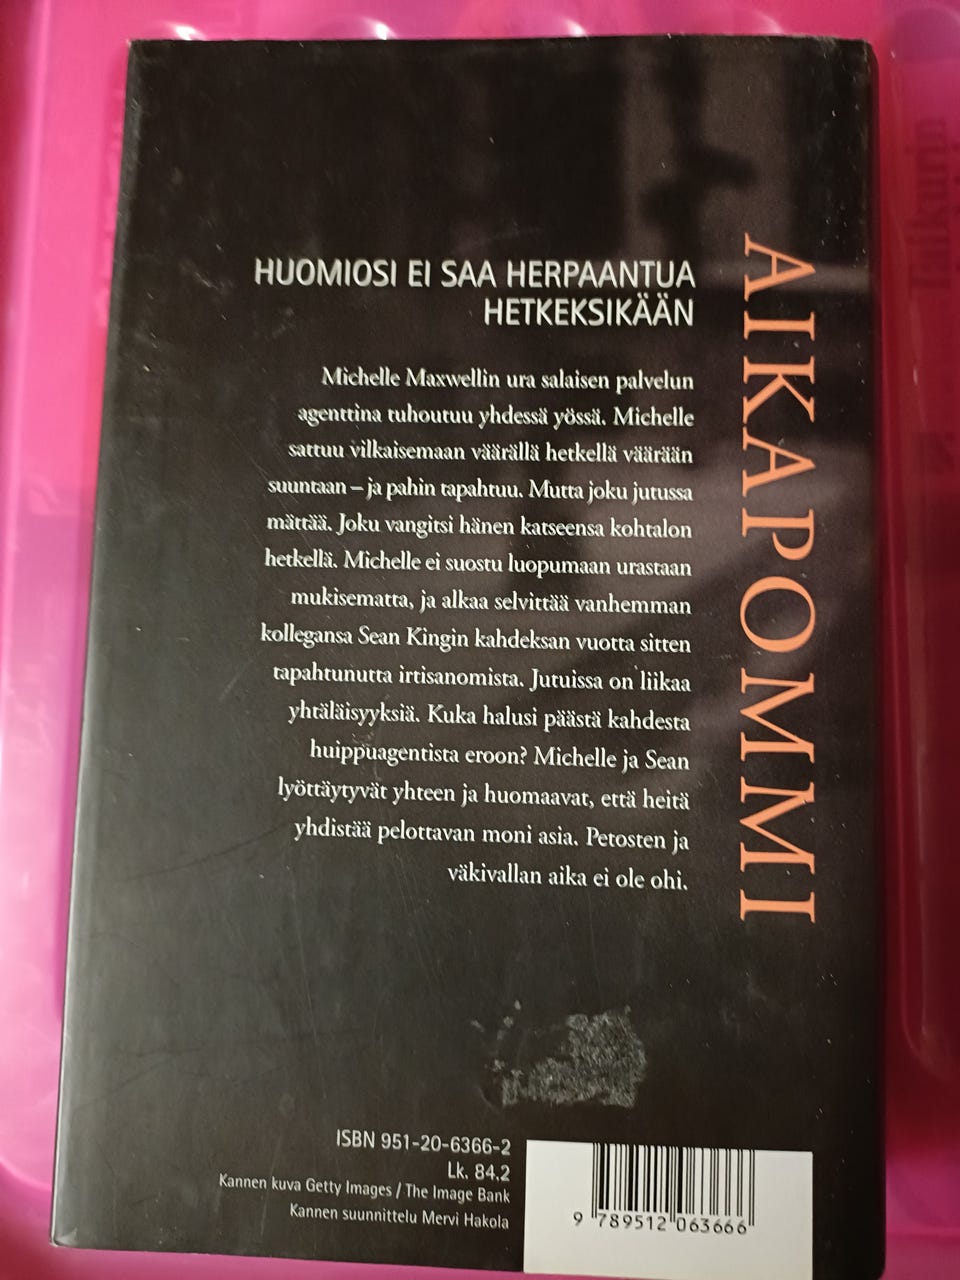 HUOMIOSI EI SAA HERPAANTUA
HETKEKSIKÄÄN
Michelle Maxwellin ura salaisen palvelun
agenttina tuhoutuu yhdessä yössä. Michelle
sattuu vilkaisemaan väärällä hetkellä väärään
suuntaan – ja pahin tapahtuu. Mutta joku jutussa
mättää. Joku vangitsi hänen katseensa kohtalon
hetkellä. Michelle ei suostu luopumaan urastaan
mukisematta, ja alkaa selvittää vanhemman
kollegansa Sean Kingin kahdeksan vuotta sitten
tapahtunutta irtisanomista. Jutuissa on liikaa
yhtäläisyyksiä. Kuka halusi päästä kahdesta
huippuagentista eroon? Michelle ja Sean
lyöttäytyvät yhteen ja huomaavat, että heitä
yhdistää pelottavan moni asia. Petosten ja
väkivallan aika ei ole ohi.
AIKAPOMMI
ISBN 951-20-6366-2
Lk. 84.2
Kannen kuva Getty Images / The Image Bank
Kannen suunnittelu Mervi Hakola
9 789512 063666